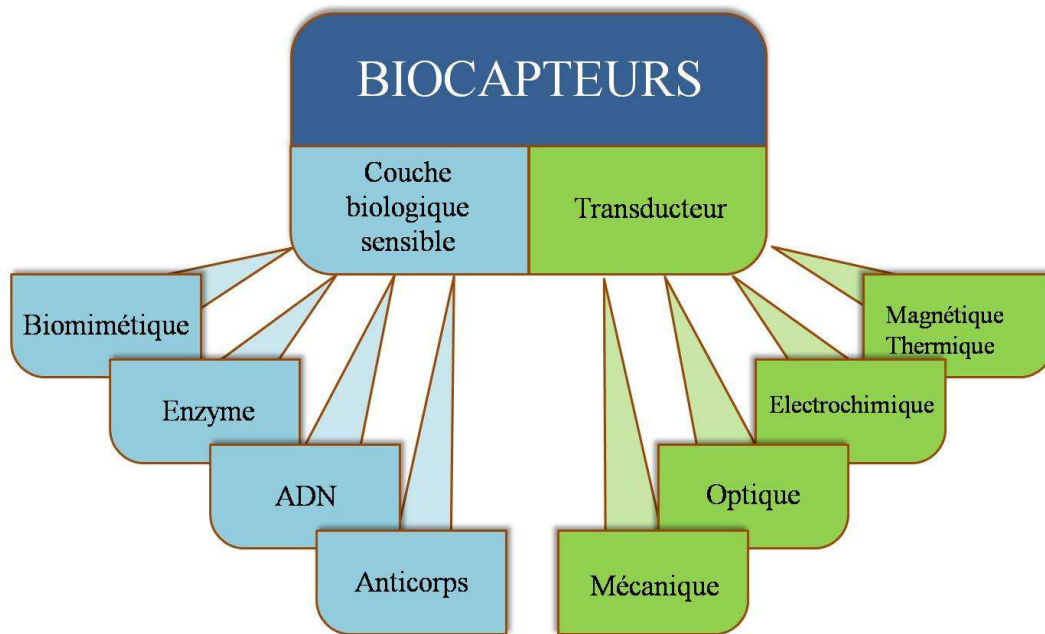 BIOCAPTEURS
Couche
biologique
sensible
Transducteur
Biomimétique
Enzyme
ADN
Anticorps
Magnétique
Thermique
Electrochimique
Optique
Mécanique